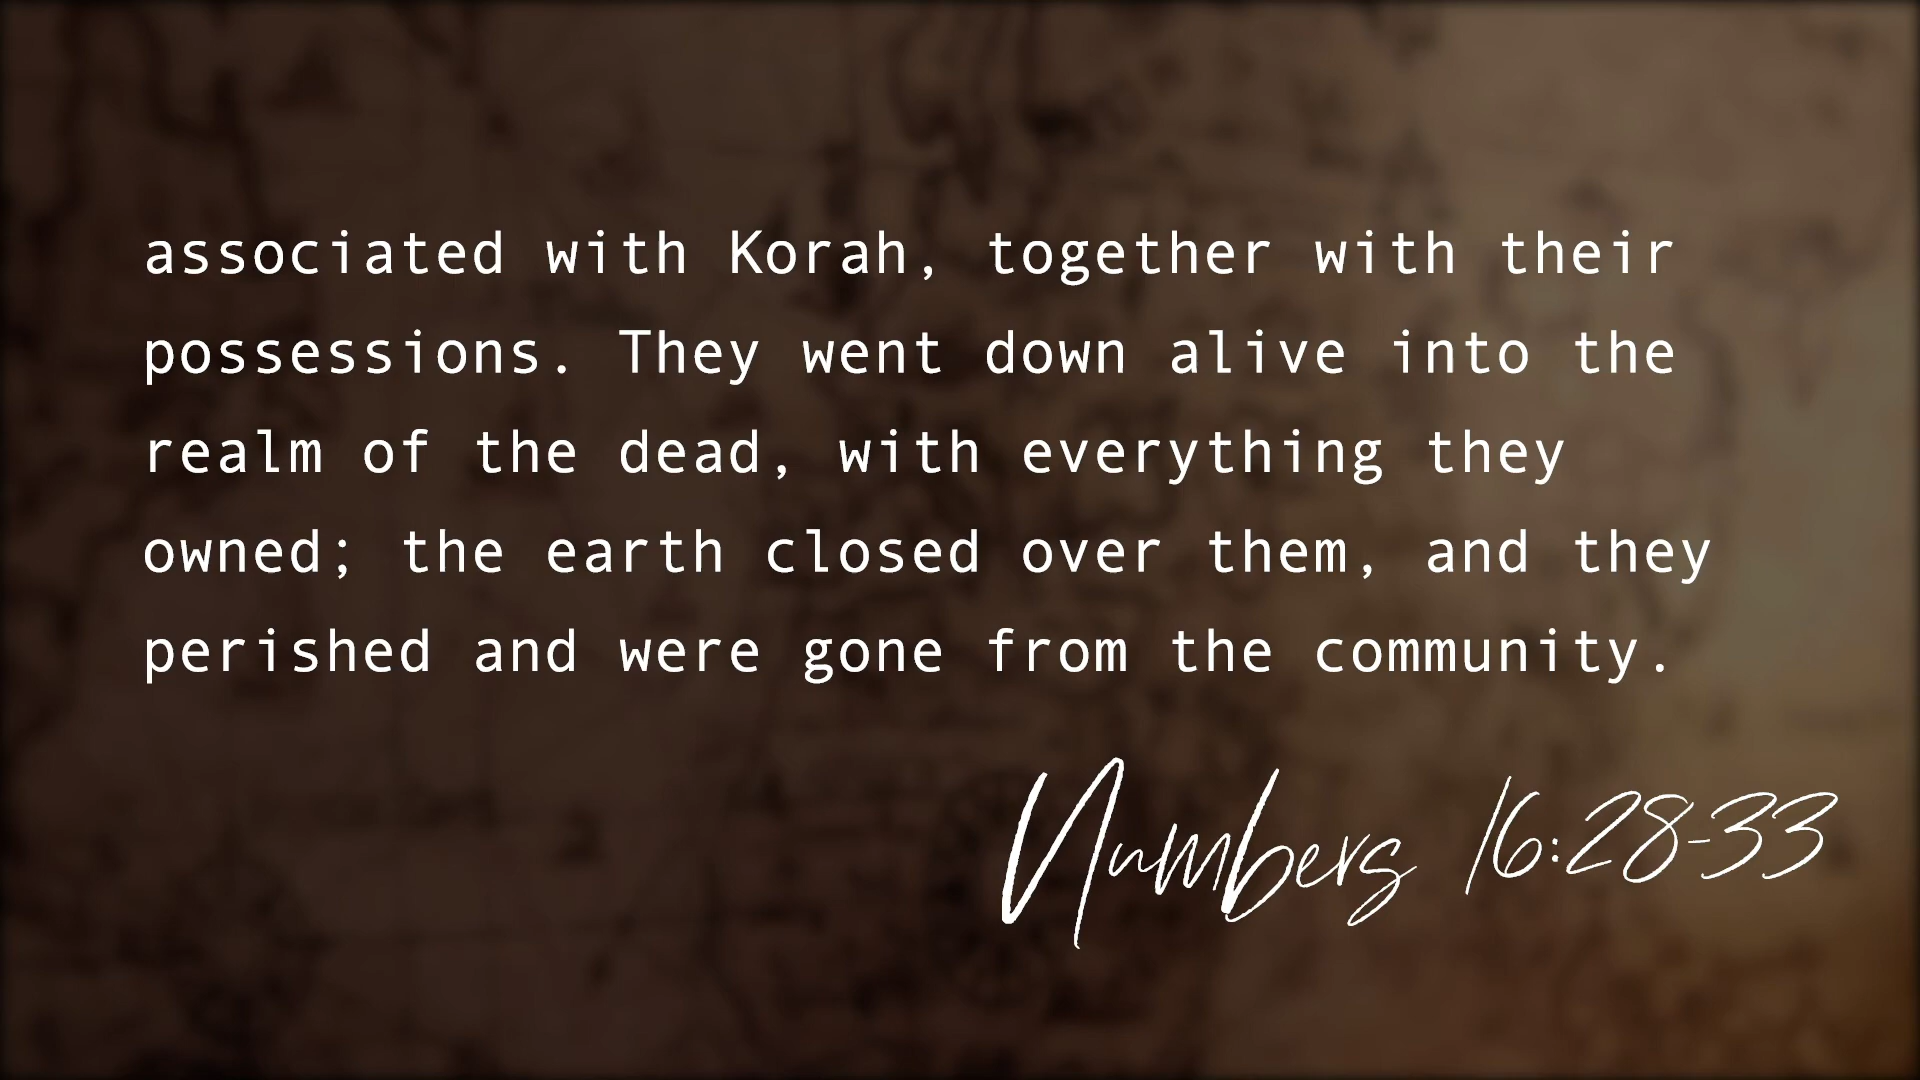 associated with Korah, together with their
possessions. They went down alive into the
realm of the dead, with everything they
owned; the earth closed over them, and they
perished and were gone from the community.
Numbers 16:28-33